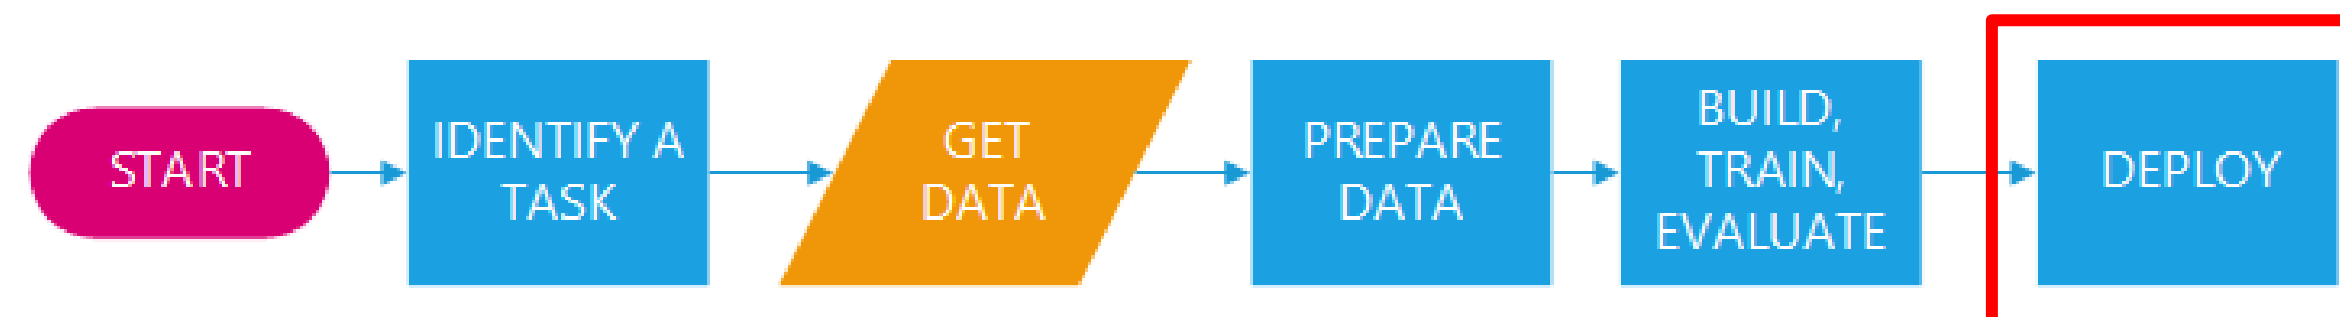 START
IDENTIFY A
TASK
GET
DATA
PREPARE
DATA
BUILD,
TRAIN,
EVALUATE
DEPLOY